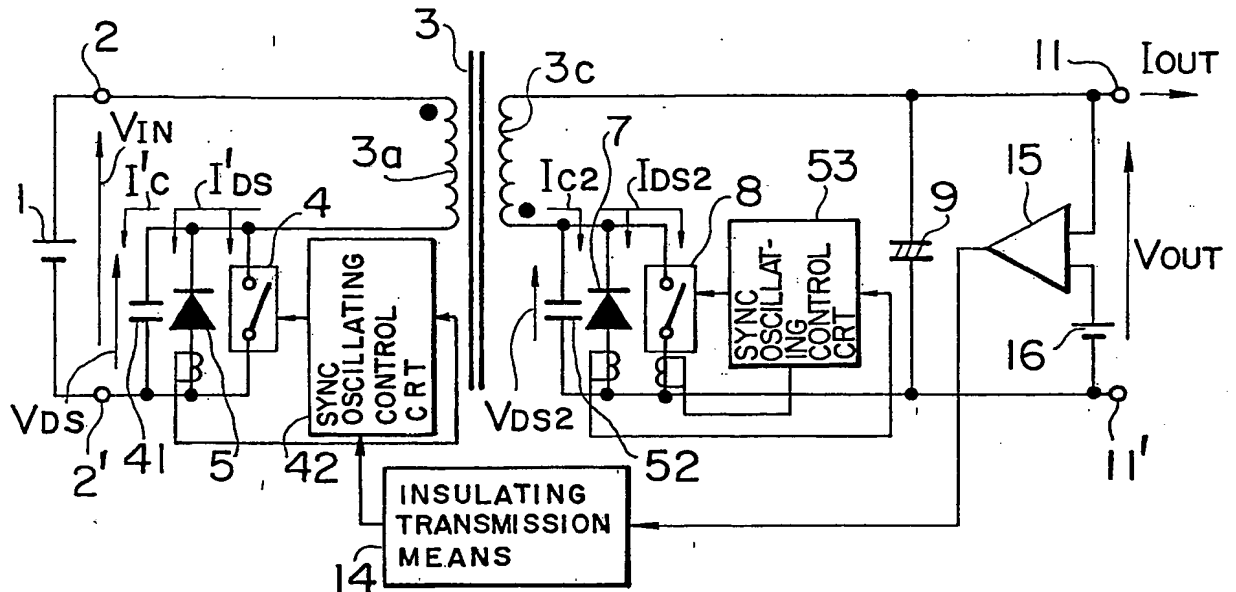 2
3
3c
11
IOUT
VIN
I'C
I'DS
3a
4
7
IC2
IDS2
8
53
9
15
1
SYNC
OSCILLATING
CONTROL
CRT
SYNC
OSCILLAT-
ING
CONTROL
CRT
VOUT
16
VDS
2'
41
5
42
VDS2
52
11'
INSULATING
TRANSMISSION
MEANS
14